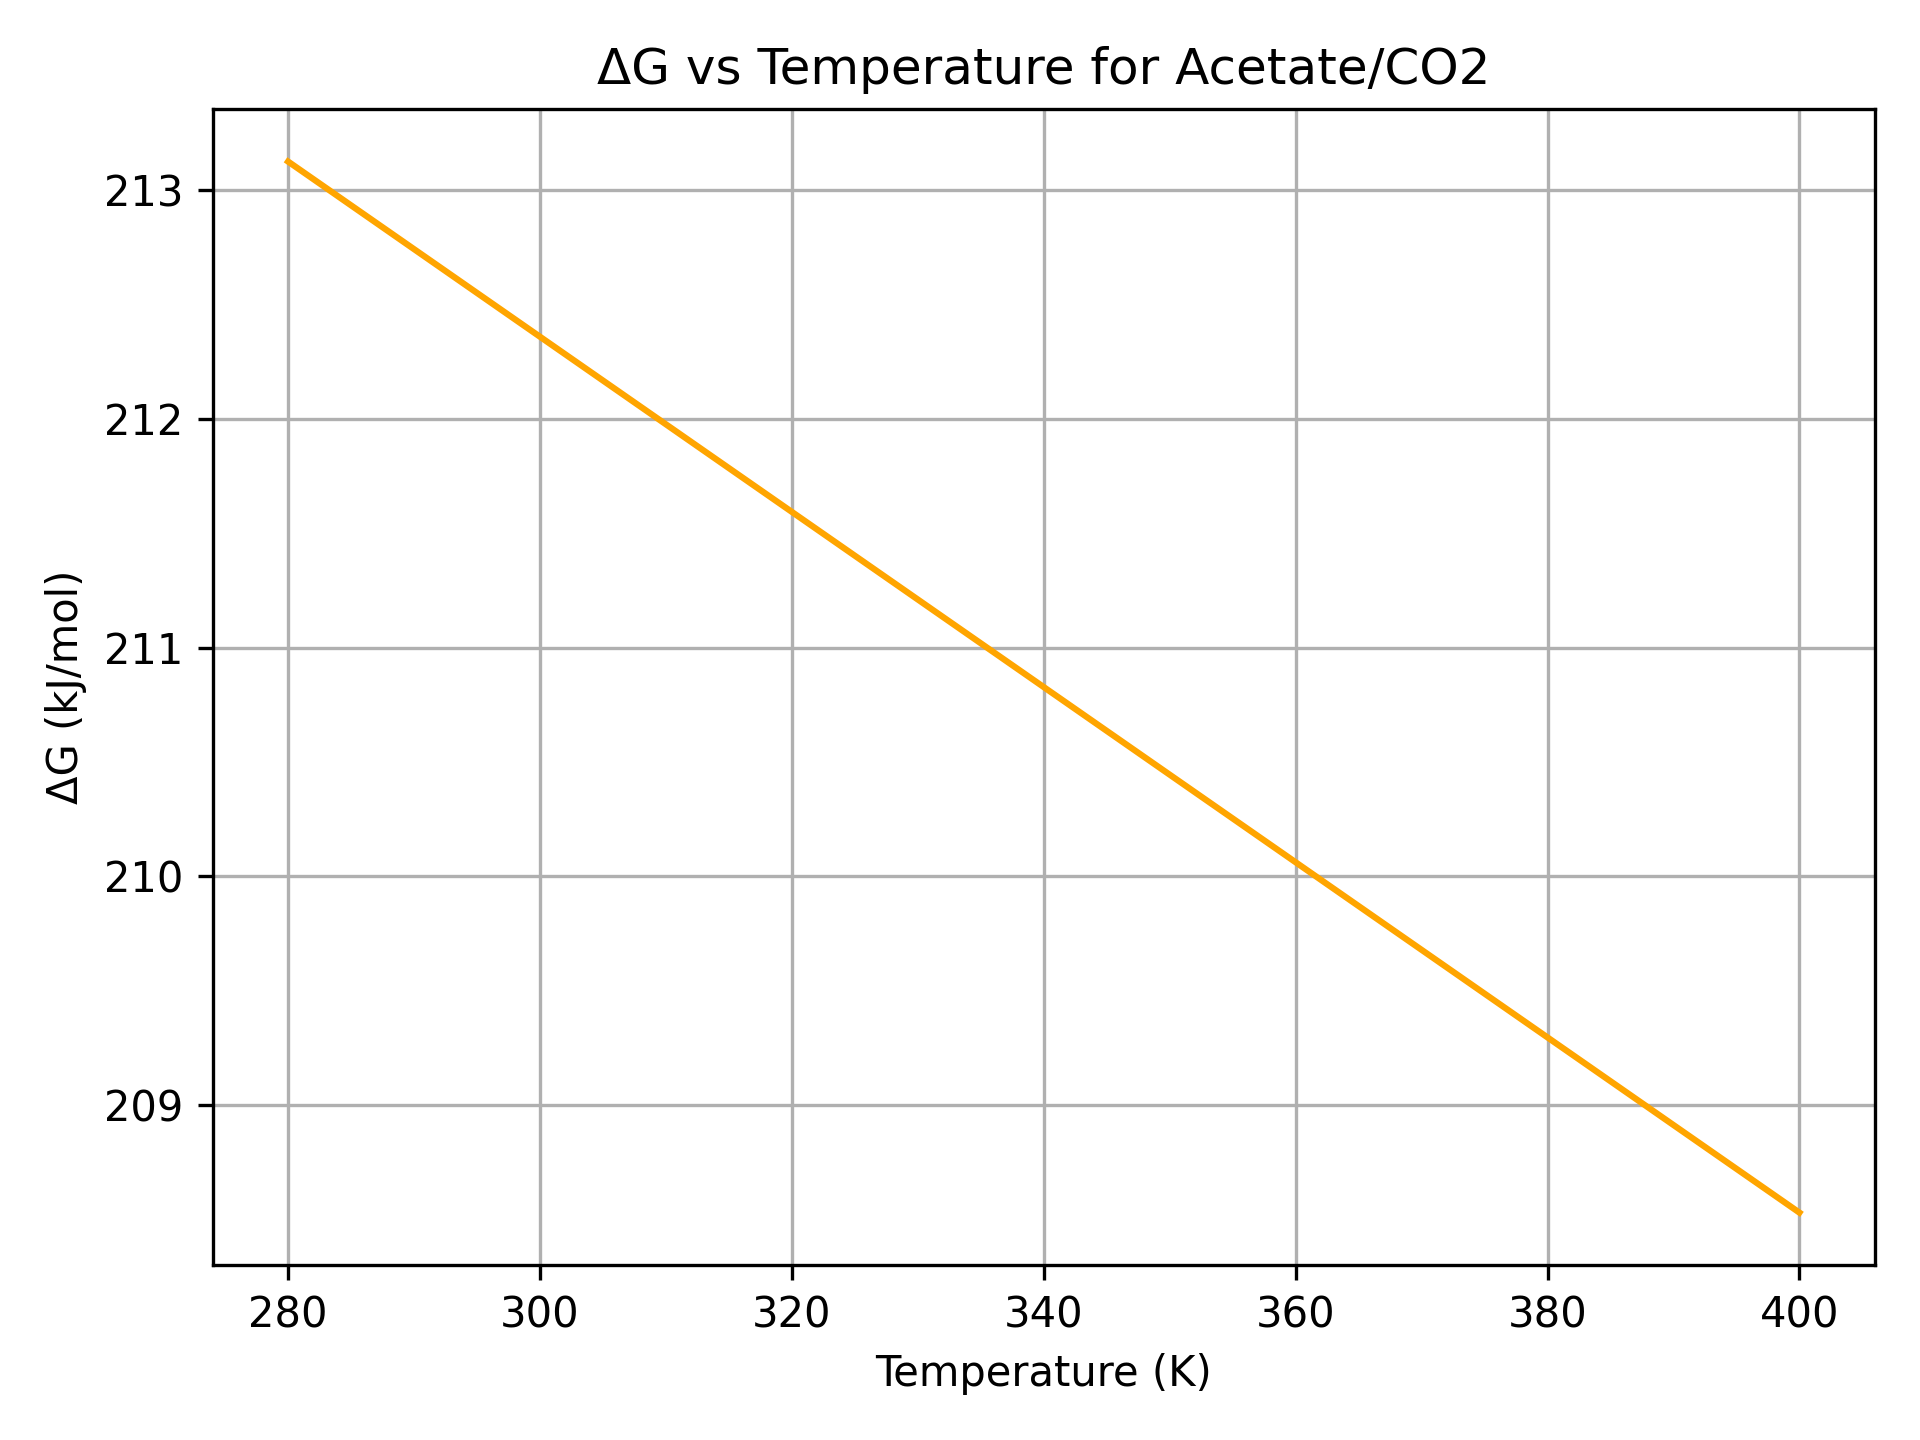 ΔG vs Temperature for Acetate/CO2
ΔG (kJ/mol)
213
212
211
210
209
280 300 320 340 360 380 400
Temperature (K)